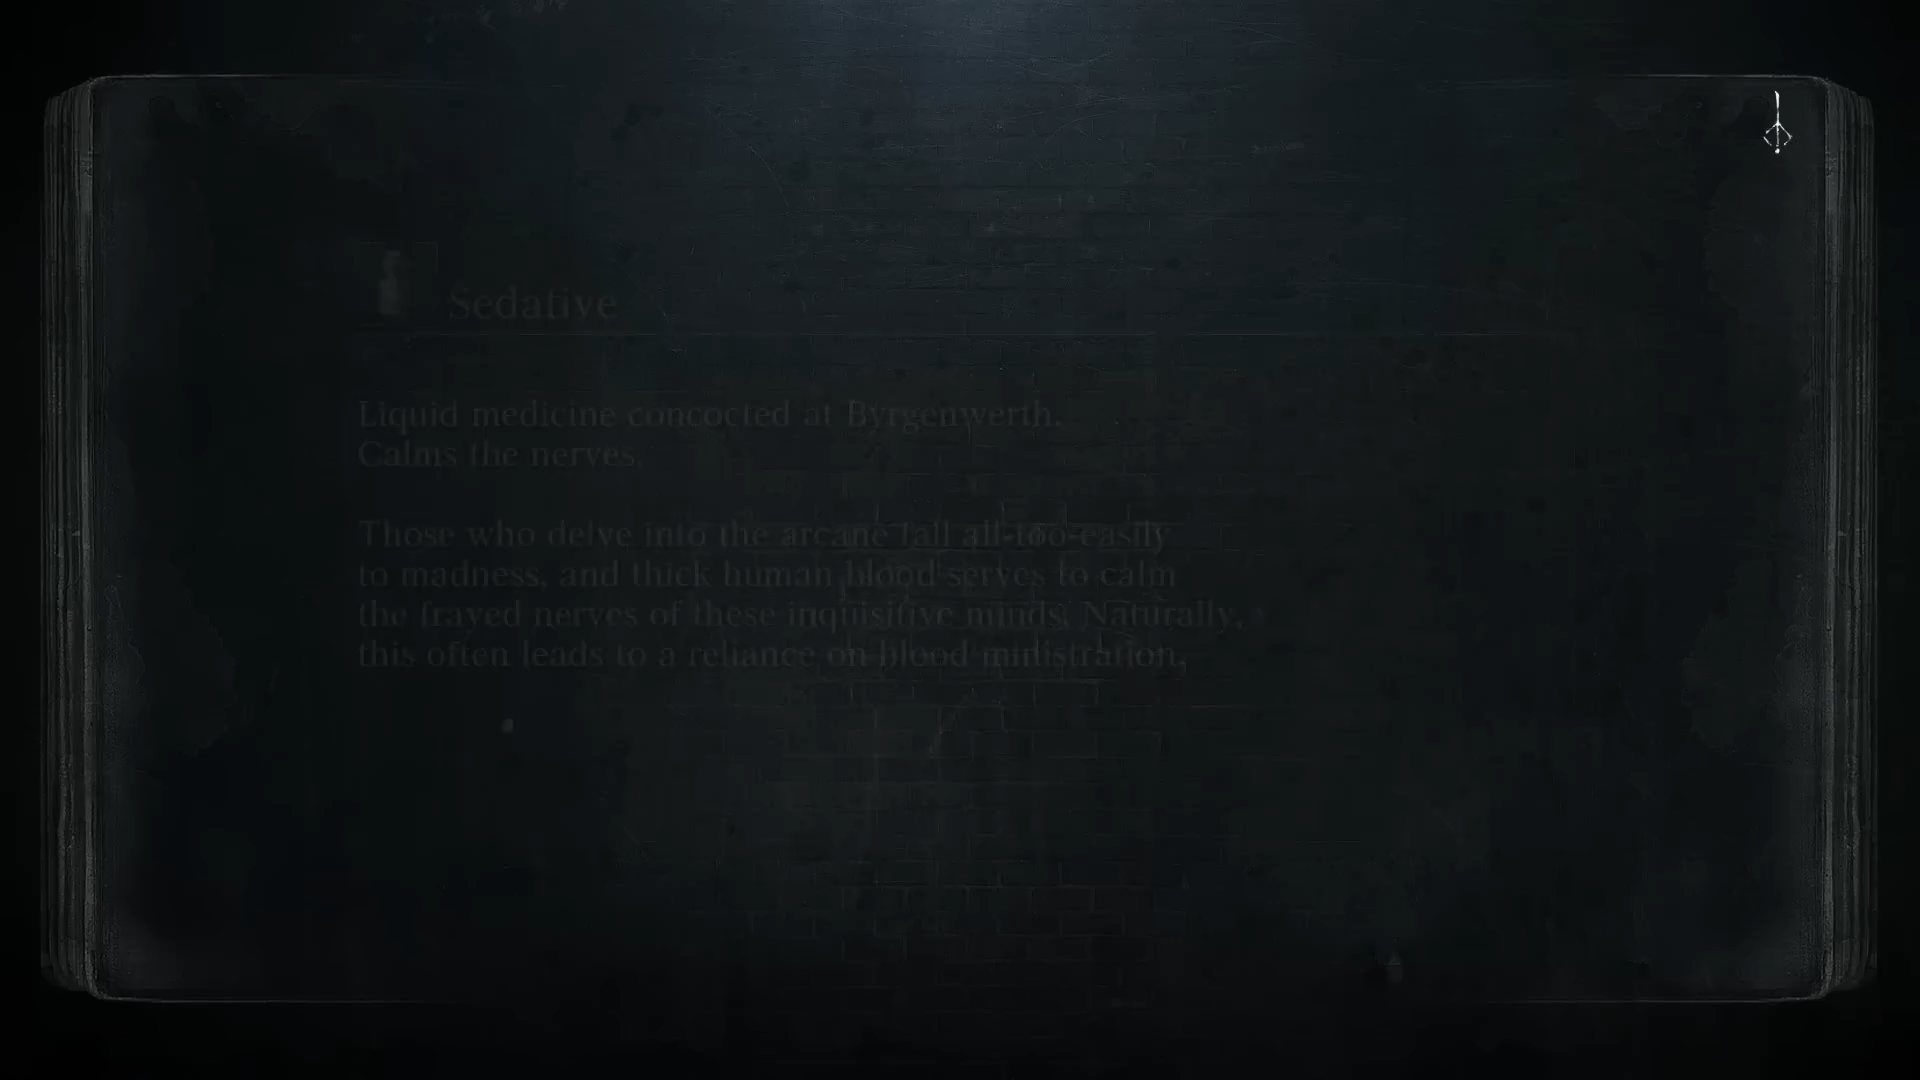 Sedative
Liquid medicine concocted at Byrgenwerth.
Calms the nerves.
Those who delve into the arcane fall all-too-easily
to madness, and thick human blood serves to calm
the frayed nerves of these inquisitive minds. Naturally,
this often leads to a reliance on blood ministration.